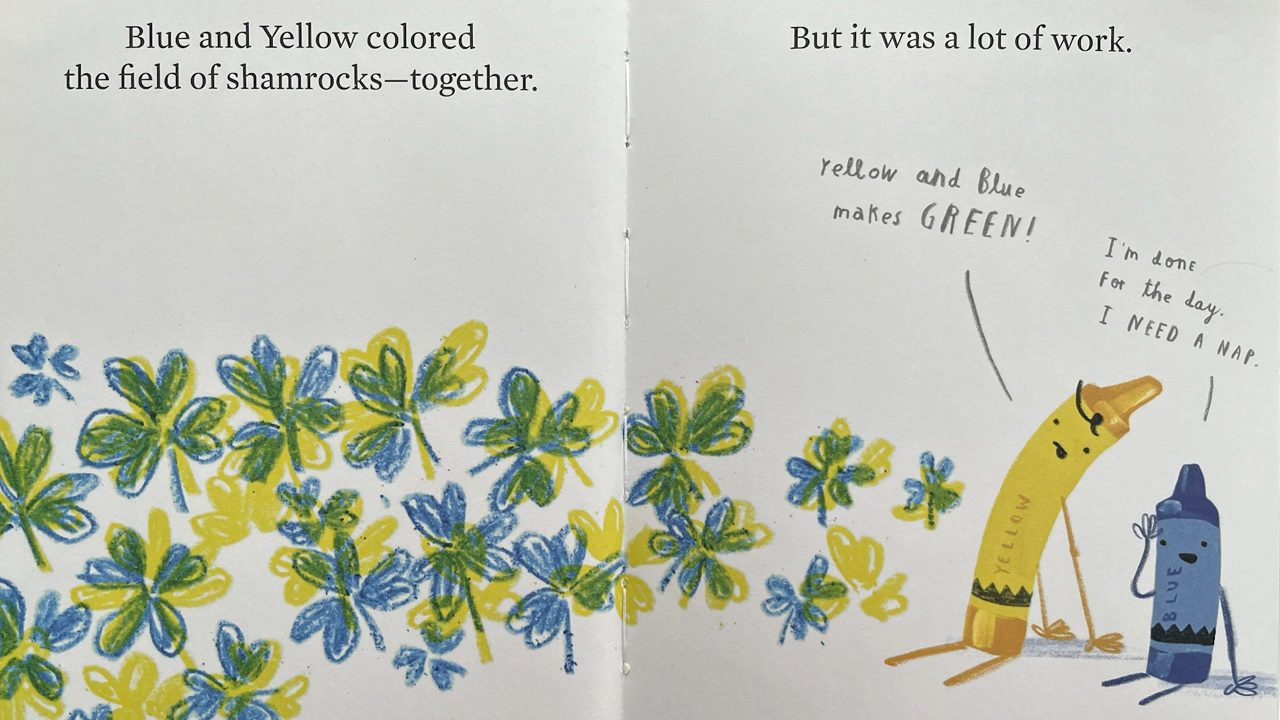 Blue and Yellow colored
the field of shamrocks—together.
But it was a lot of work.
Yellow and Blue
makes GREEN!
I'm done
For the day.
I NEED A NAP.
YELLOW
BLUE